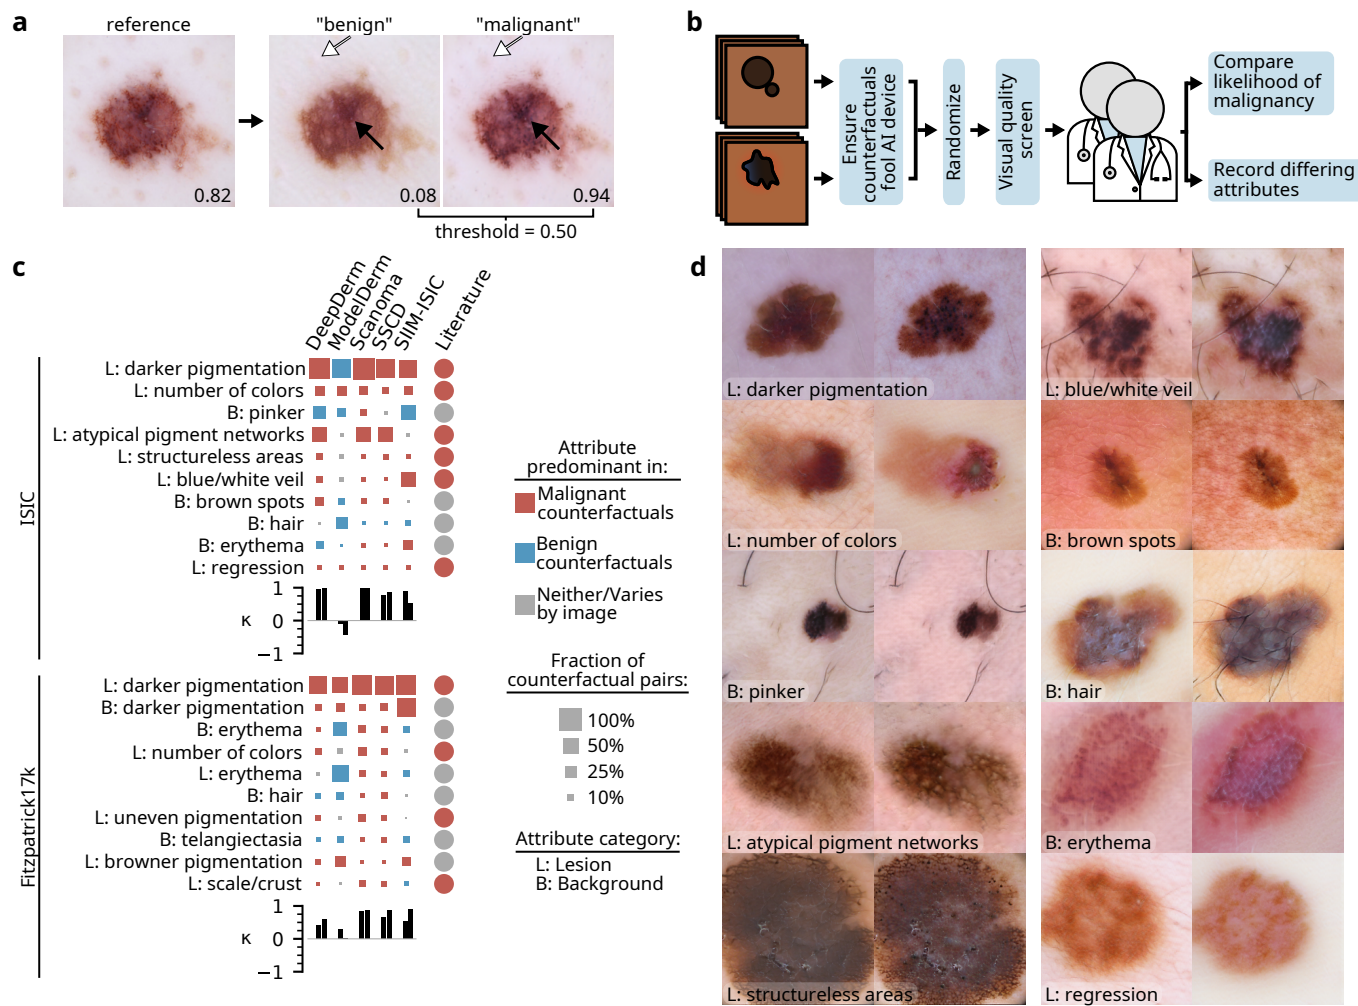 a
reference
"benign"
"malignant"
0.82
0.08
0.94
threshold = 0.50
b
Ensure
counterfactuals
fool AI device
Randomize
Visual quality
screen
Compare
likelihood of
malignancy
Record differing
attributes
c
DeepDerm
ModelDerm
Scanoma
SSCD
SIIM-ISIC
Literature
ISIC
L: darker pigmentation
L: number of colors
B: pinker
L: atypical pigment networks
L: structureless areas
L: blue/white veil
B: brown spots
B: hair
B: erythema
L: regression
1
κ 0
−1
Fitzpatrick17k
L: darker pigmentation
B: darker pigmentation
B: erythema
L: number of colors
L: erythema
B: hair
L: uneven pigmentation
B: telangiectasia
L: browner pigmentation
L: scale/crust
1
κ 0
−1
Attribute
predominant in:
Malignant
counterfactuals
Benign
counterfactuals
Neither/Varies
by image
Fraction of
counterfactual pairs:
100%
50%
25%
10%
Attribute category:
L: Lesion
B: Background
d
L: darker pigmentation
L: blue/white veil
L: number of colors
B: brown spots
B: pinker
B: hair
L: atypical pigment networks
B: erythema
L: structureless areas
L: regression